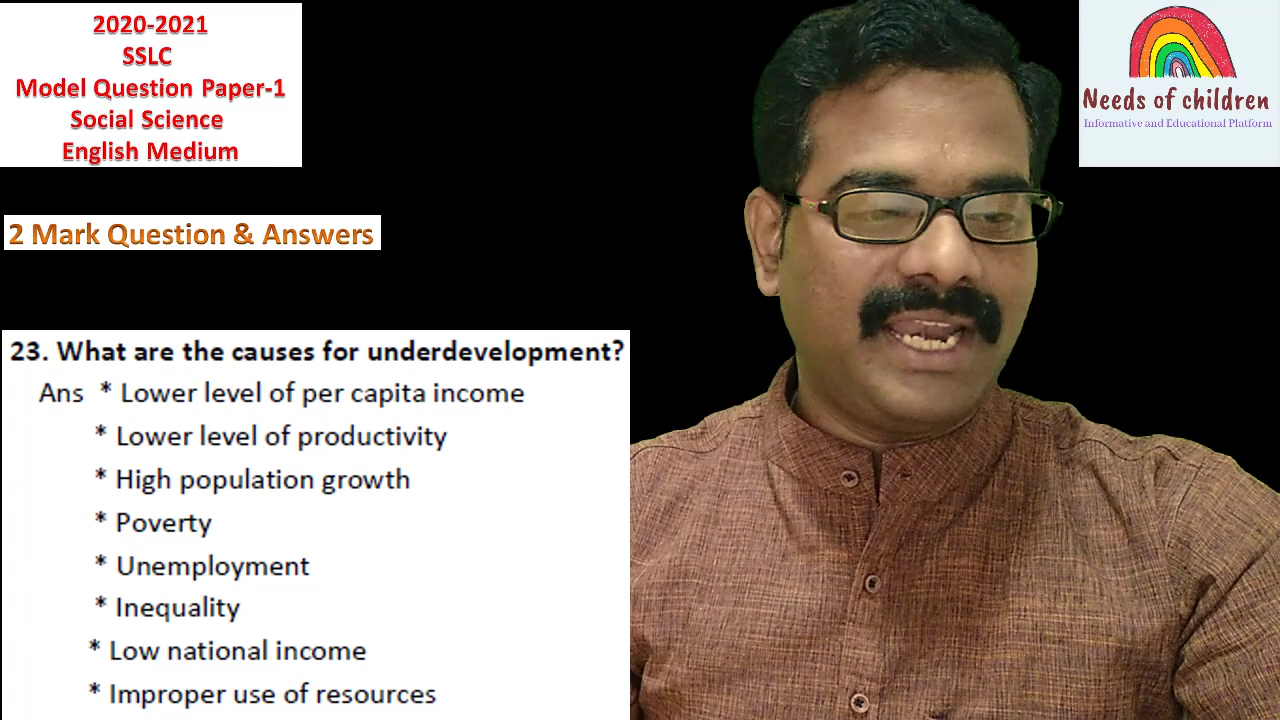 2020-2021
SSLC
Model Question Paper-1
Social Science
English Medium
Needs of children
Informative and Educational Platform
2 Mark Question & Answers
23. What are the causes for underdevelopment?
Ans * Lower level of per capita income
* Lower level of productivity
* High population growth
* Poverty
* Unemployment
* Inequality
* Low national income
* Improper use of resources